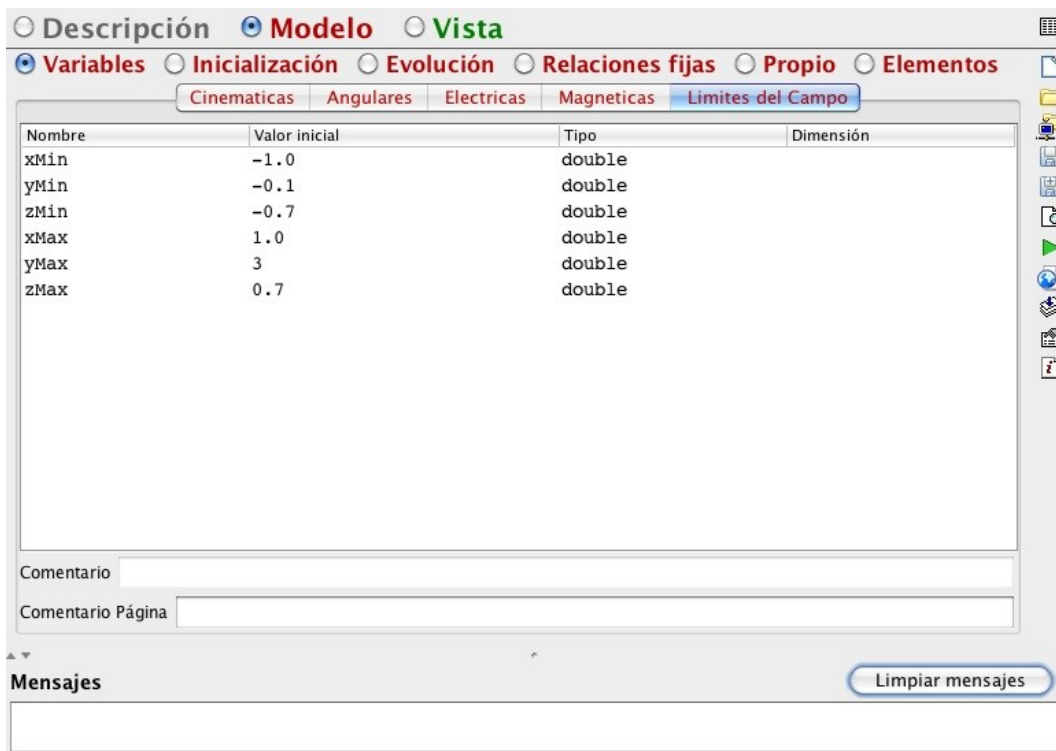 Descripción Modelo Vista
Variables Inicialización Evolución Relaciones fijas Propio Elementos
Cinematicas Angulares Electricas Magneticas Limites del Campo
Nombre Valor inicial Tipo Dimensión
xMin -1.0 double
yMin -0.1 double
zMin -0.7 double
xMax 1.0 double
yMax 3 double
zMax 0.7 double
Comentario
Comentario Página
Mensajes Limpiar mensajes